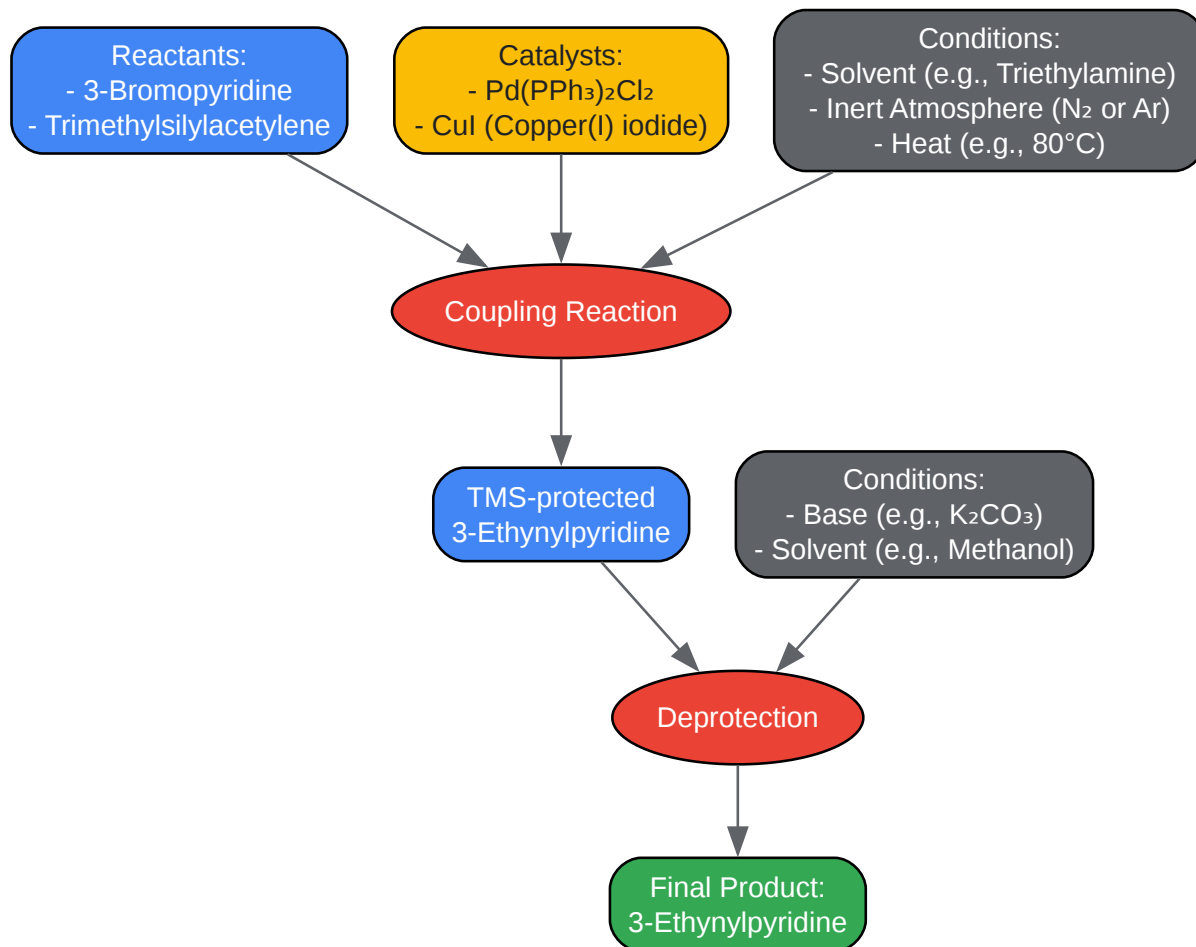 Reactants:
- 3-Bromopyridine
- Trimethylsilylacetylene
Catalysts:
- Pd(PPh₃)₂Cl₂
- CuI (Copper(I) iodide)
Conditions:
- Solvent (e.g., Triethylamine)
- Inert Atmosphere (N₂ or Ar)
- Heat (e.g., 80°C)
Coupling Reaction
TMS-protected
3-Ethynylpyridine
Conditions:
- Base (e.g., K₂CO₃)
- Solvent (e.g., Methanol)
Deprotection
Final Product:
3-Ethynylpyridine